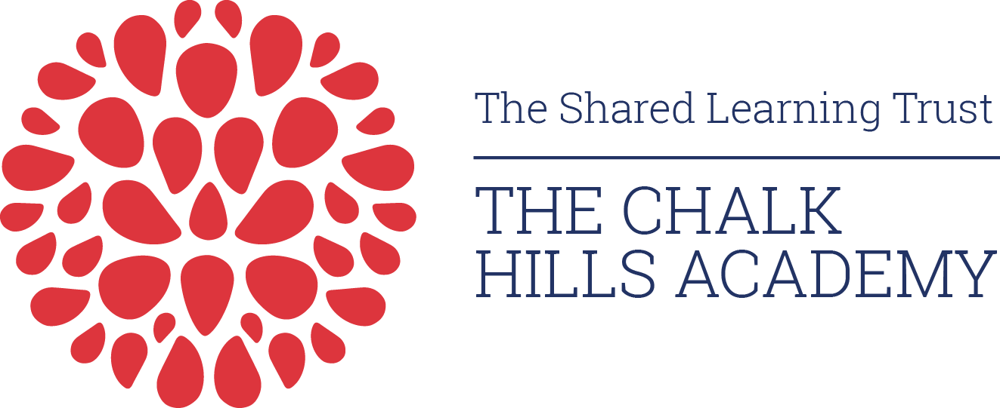 The Shared Learning Trust
THE CHALK
HILLS ACADEMY